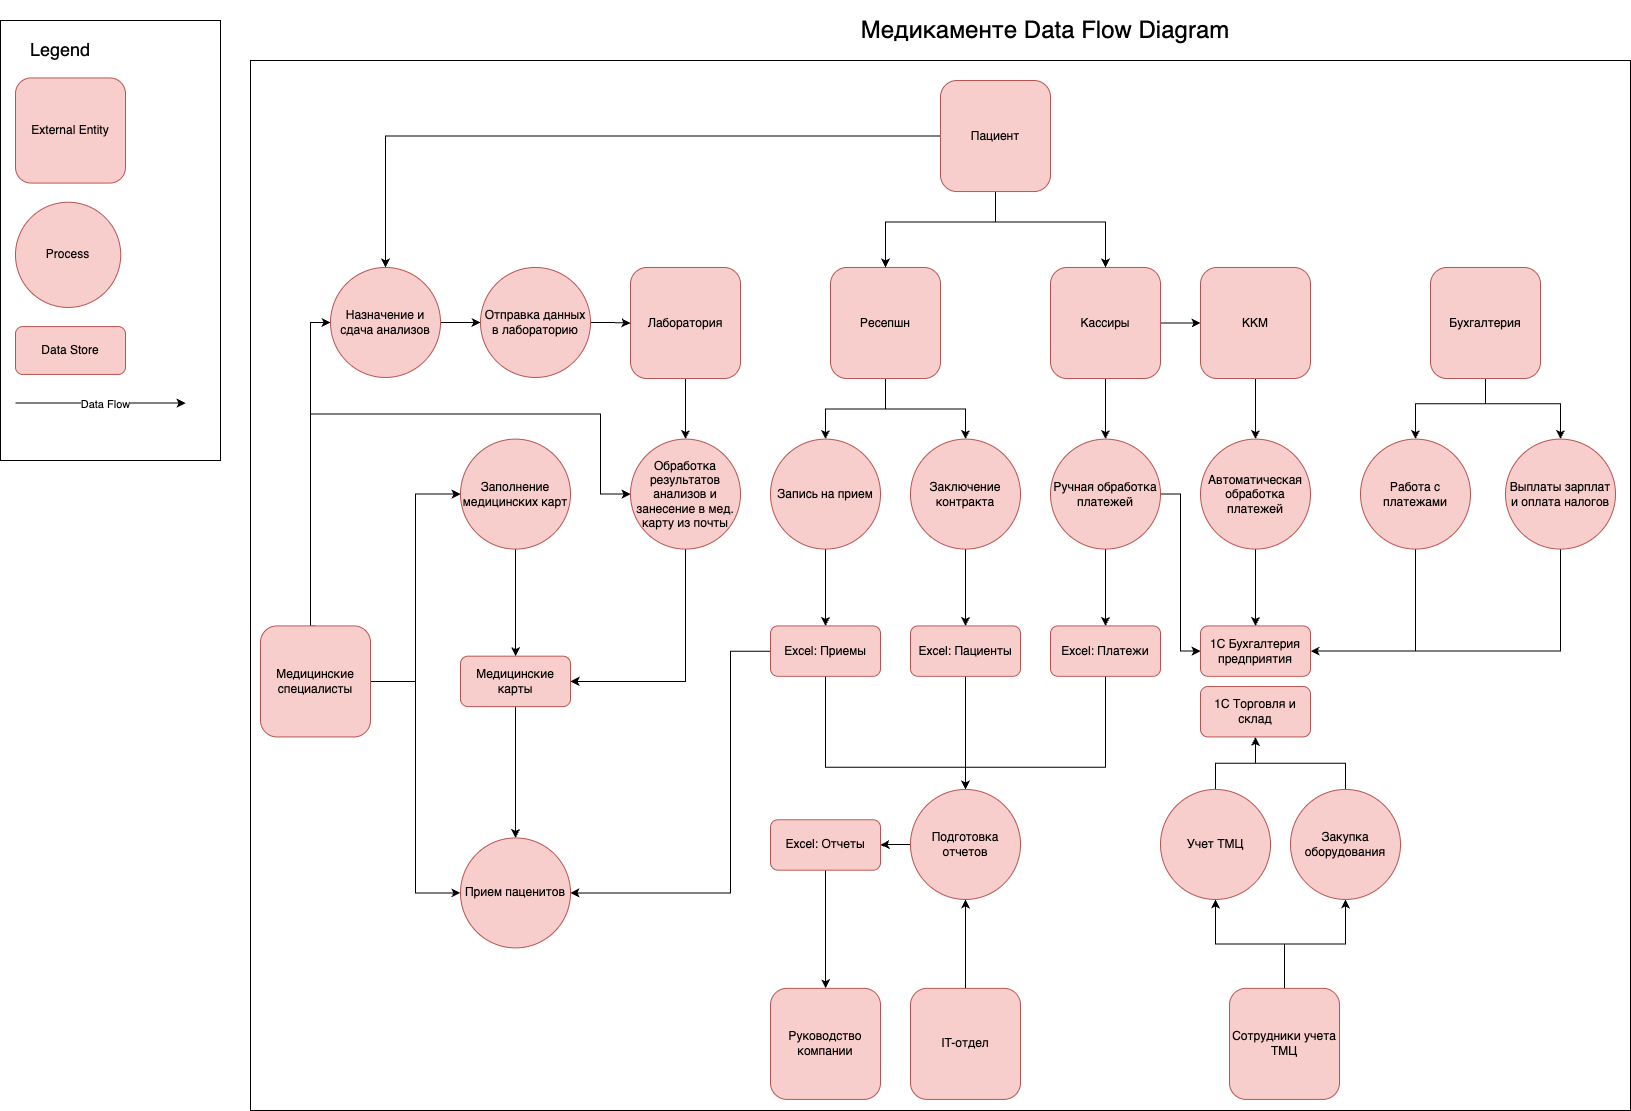 Медикаменте Data Flow Diagram
Legend
External Entity
Process
Data Store
Data Flow
Пациент
Назначение и
сдача анализов
Отправка данных
в лабораторию
Лаборатория
Ресепшн
Кассиры
ККМ
Бухгалтерия
Заполнение
медицинских карт
Обработка
результатов
анализов и
занесение в мед.
карту из почты
Запись на прием
Заключение
контракта
Ручная обработка
платежей
Автоматическая
обработка
платежей
Работа с
платежами
Выплаты зарплат
и оплата налогов
Медицинские
специалисты
Медицинские
карты
Excel: Приемы
Excel: Пациенты
Excel: Платежи
1С Бухгалтерия
предприятия
1С Торговля и
склад
Прием паценитов
Excel: Отчеты
Подготовка
отчетов
Учет ТМЦ
Закупка
оборудования
Руководство
компании
IT-отдел
Сотрудники учета
ТМЦ